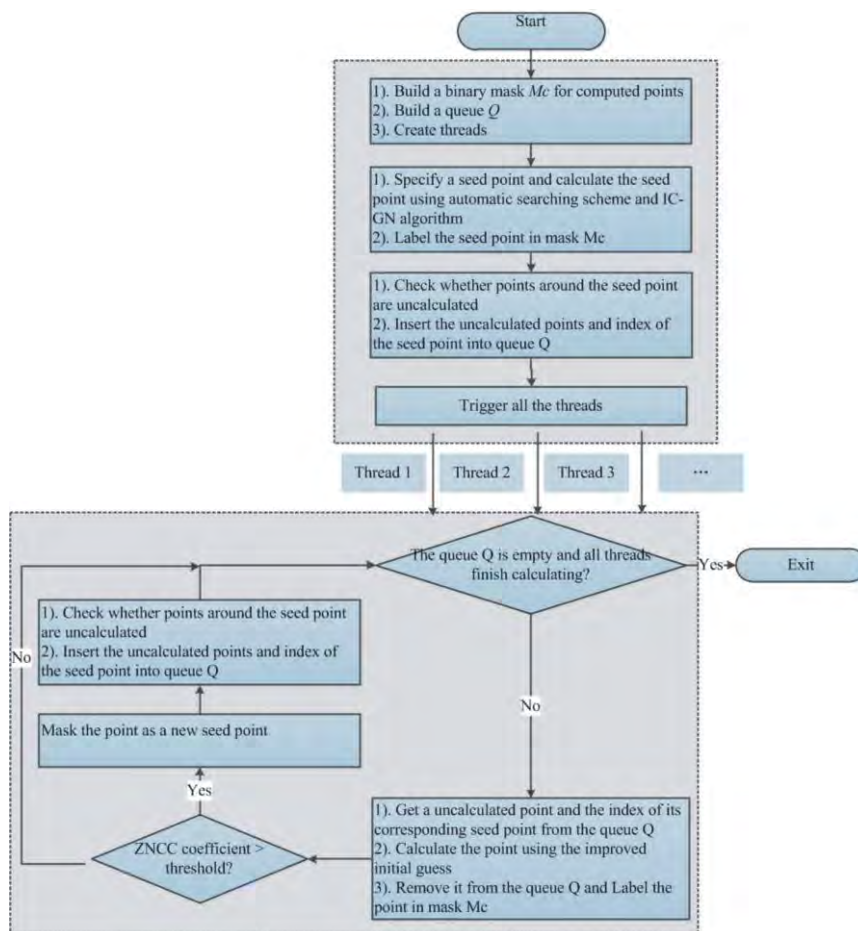 Start
1). Build a binary mask Mc for computed points
2). Build a queue Q
3). Create threads
1). Specify a seed point and calculate the seed
point using automatic searching scheme and IC-
GN algorithm
2). Label the seed point in mask Mc
1). Check whether points around the seed point
are uncalculated
2). Insert the uncalculated points and index of
the seed point into queue Q
Trigger all the threads
Thread 1
Thread 2
Thread 3
...
The queue Q is empty and all threads
finish calculating?
Yes
Exit
1). Check whether points around the seed point
are uncalculated
2). Insert the uncalculated points and index of
the seed point into queue Q
No
No
Mask the point as a new seed point
Yes
1). Get a uncalculated point and the index of its
corresponding seed point from the queue Q
2). Calculate the point using the improved
initial guess
3). Remove it from the queue Q and Label the
point in mask Mc
ZNCC coefficient >
threshold?